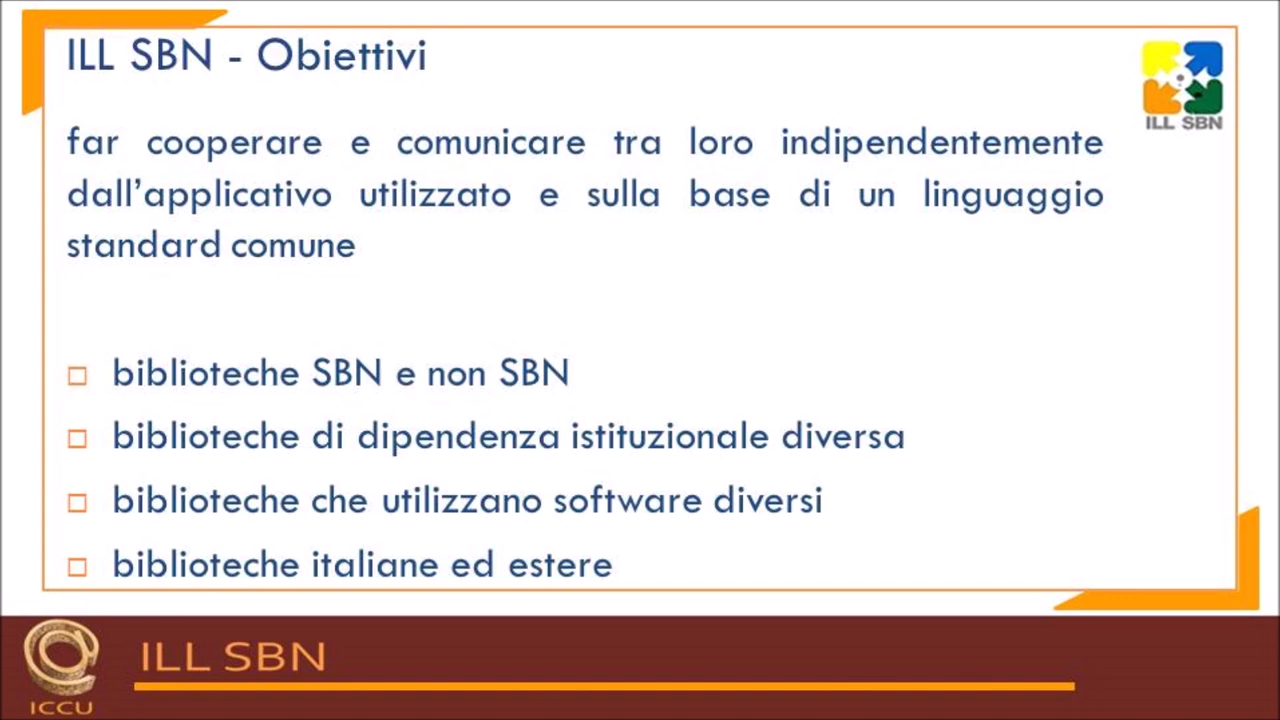 ILL SBN - Obiettivi
far cooperare e comunicare tra loro indipendentemente
dall’applicativo utilizzato e sulla base di un linguaggio
standard comune
biblioteche SBN e non SBN
biblioteche di dipendenza istituzionale diversa
biblioteche che utilizzano software diversi
biblioteche italiane ed estere
ILL SBN
ILL SBN
ICCU